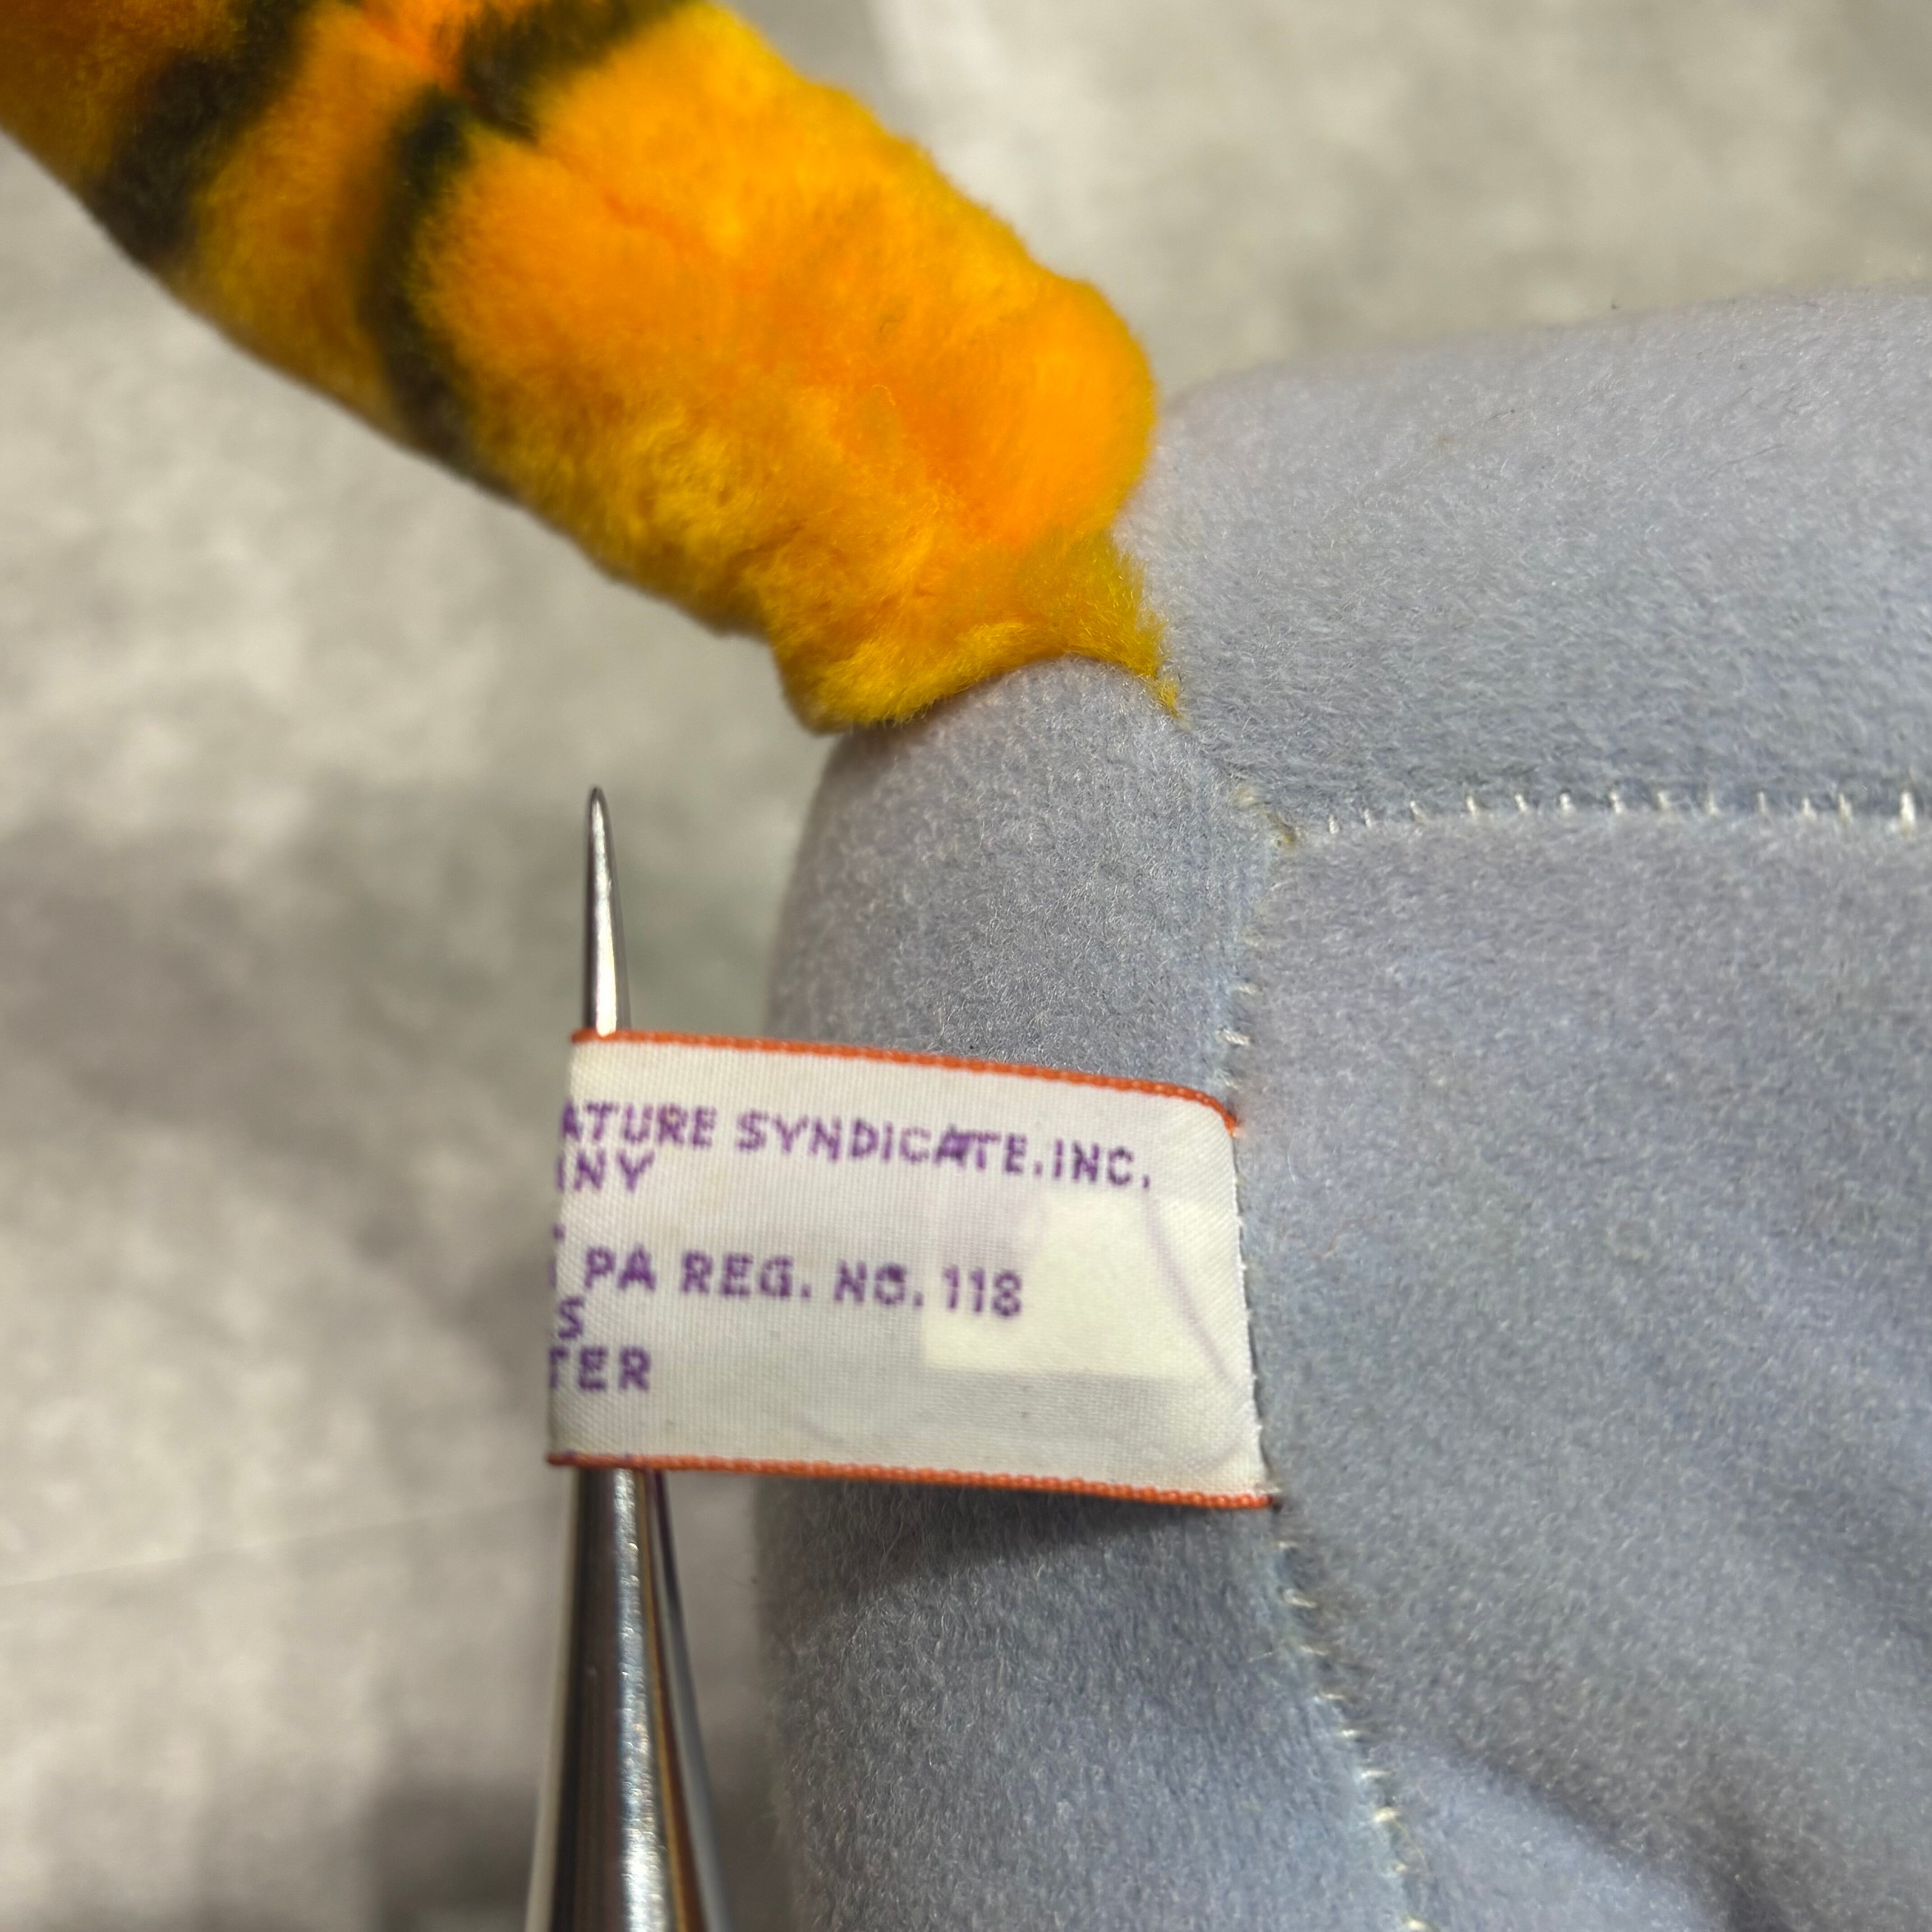 ATURE SYNDICATE, INC.
NY
PA REG. NO. 118
S
TER